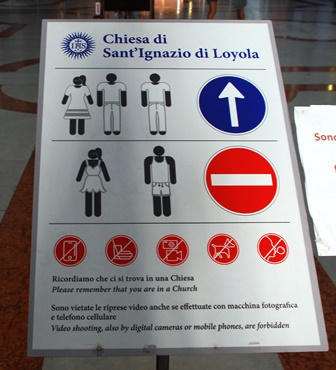 IHS
Chiesa di
Sant'Ignazio di Loyola
Ricordiamo che ci si trova in una Chiesa
Please remember that you are in a Church
Sono vietate le riprese video anche se effettuate con macchina fotografica
e telefono cellulare
Video shooting, also by digital cameras or mobile phones, are forbidden
Sono